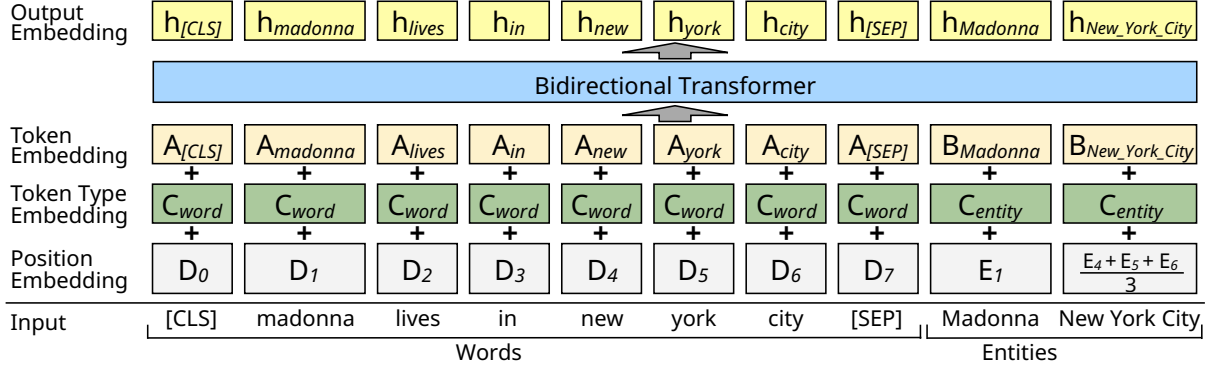 Output Embedding h[CLS] hmadonna hlives hin hnew hyork hcity h[SEP] hMadonna hNew_York_City
Bidirectional Transformer
Token Embedding A[CLS] Amadonna Alives Ain Anew Ayork Acity A[SEP] BMadonna BNew_York_City
+ + + + + + + + + +
Token Type Embedding Cword Cword Cword Cword Cword Cword Cword Cword Centity Centity
+ + + + + + + + + +
Position Embedding D0 D1 D2 D3 D4 D5 D6 D7 E1 E4 + E5 + E6 3
Input [CLS] madonna lives in new york city [SEP] Madonna New York City
Words Entities